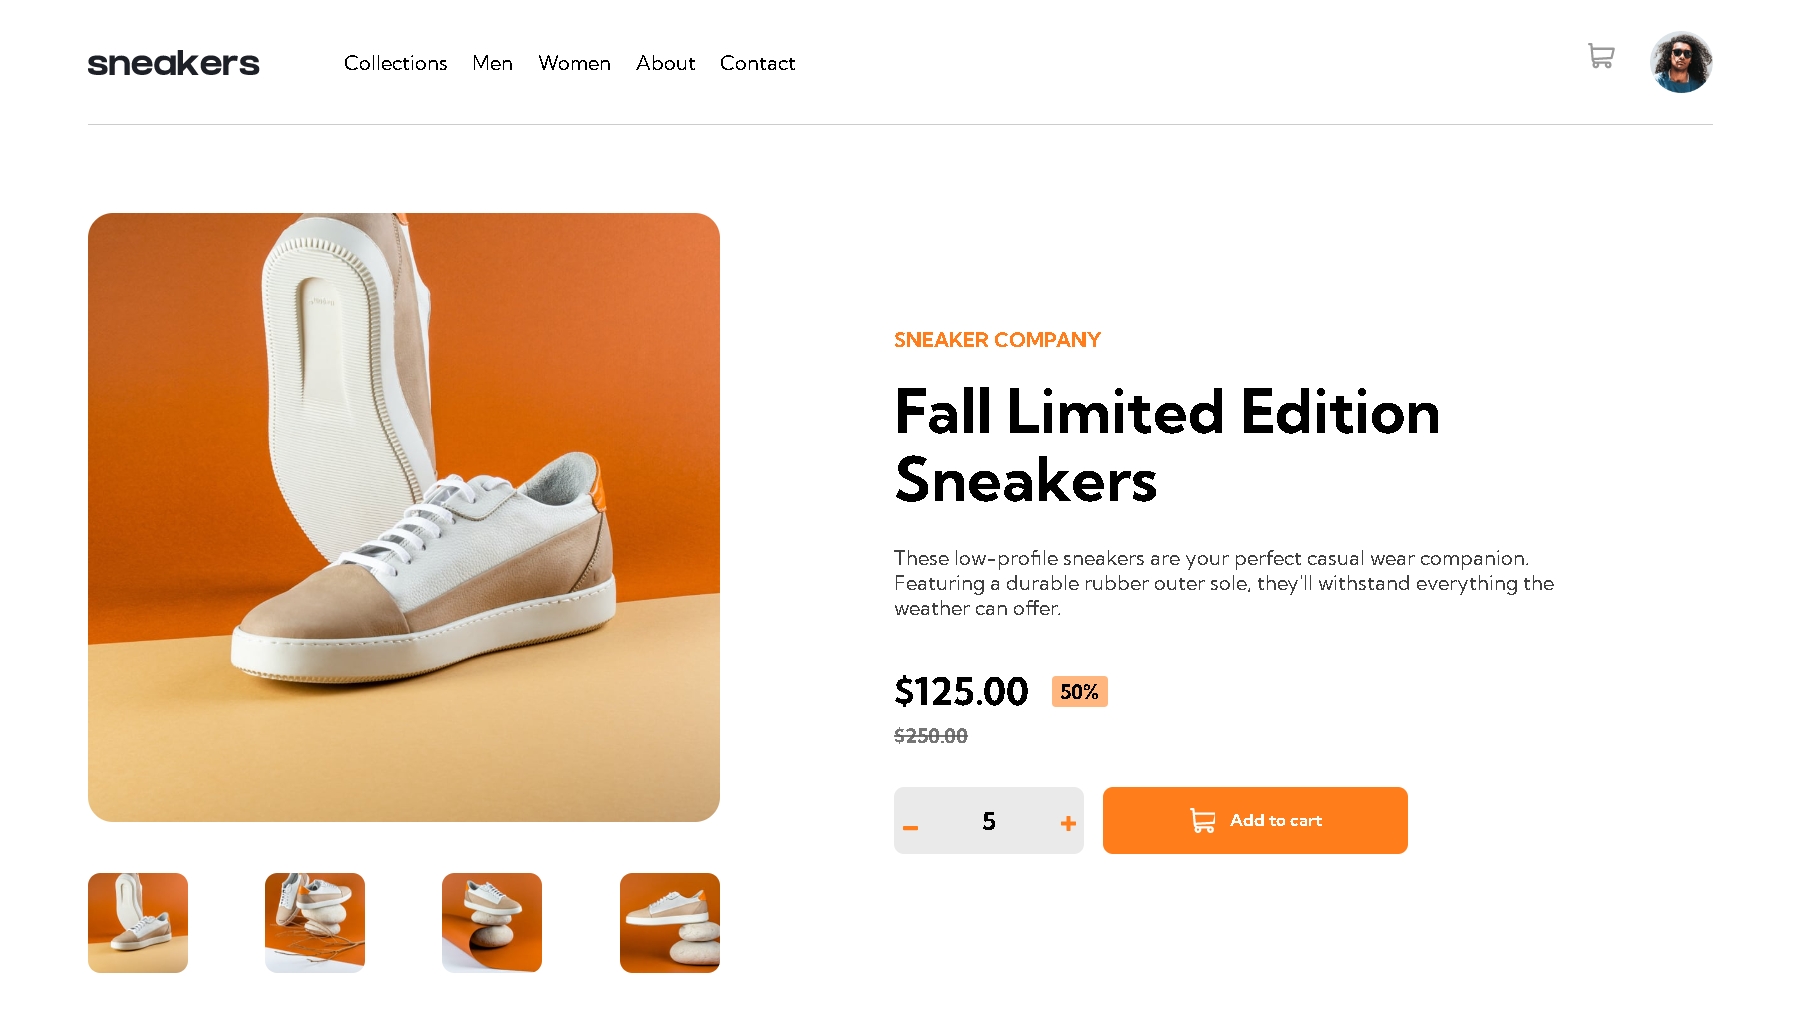 sneakers
Collections Men Women About Contact
SNEAKER COMPANY
Fall Limited Edition
Sneakers
These low-profile sneakers are your perfect casual wear companion.
Featuring a durable rubber outer sole, they'll withstand everything the
weather can offer.
$125.00 50%
$250.00
– 5 + Add to cart